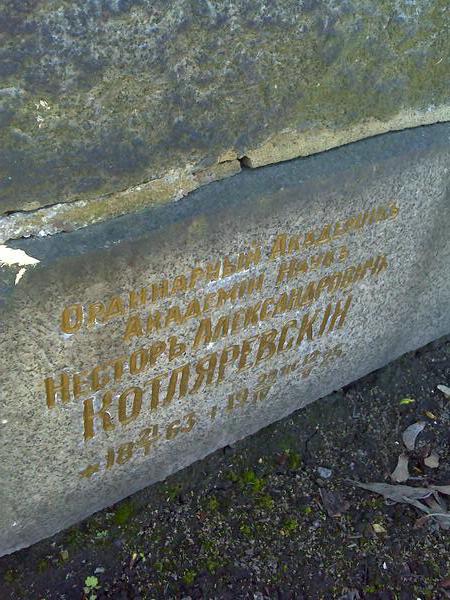 Ординарный Академикъ
Академіи Наукъ
Несторъ Александровичъ
Котляревскій